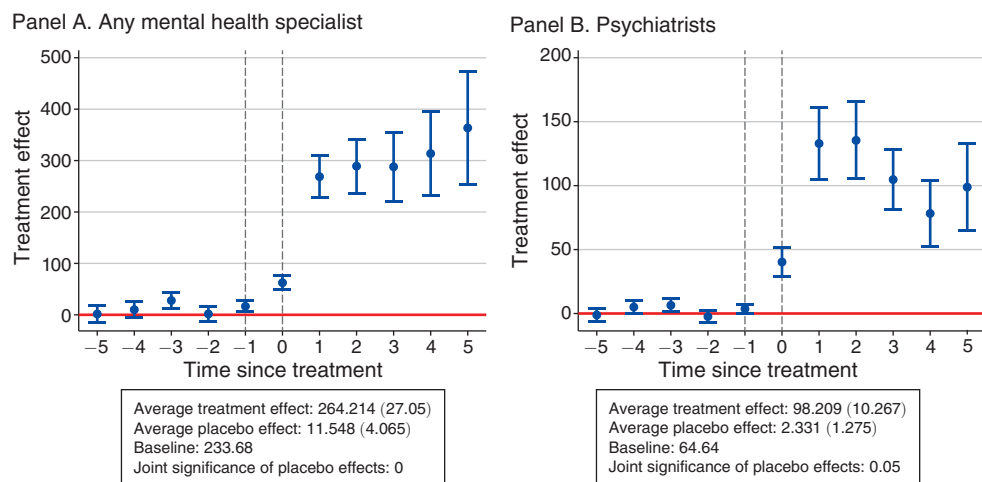 Panel A. Any mental health specialist
500
400
300
200
100
0
Treatment effect
−5 −4 −3 −2 −1 0 1 2 3 4 5
Time since treatment
Average treatment effect: 264.214 (27.05)
Average placebo effect: 11.548 (4.065)
Baseline: 233.68
Joint significance of placebo effects: 0
Panel B. Psychiatrists
200
150
100
50
0
Treatment effect
−5 −4 −3 −2 −1 0 1 2 3 4 5
Time since treatment
Average treatment effect: 98.209 (10.267)
Average placebo effect: 2.331 (1.275)
Baseline: 64.64
Joint significance of placebo effects: 0.05